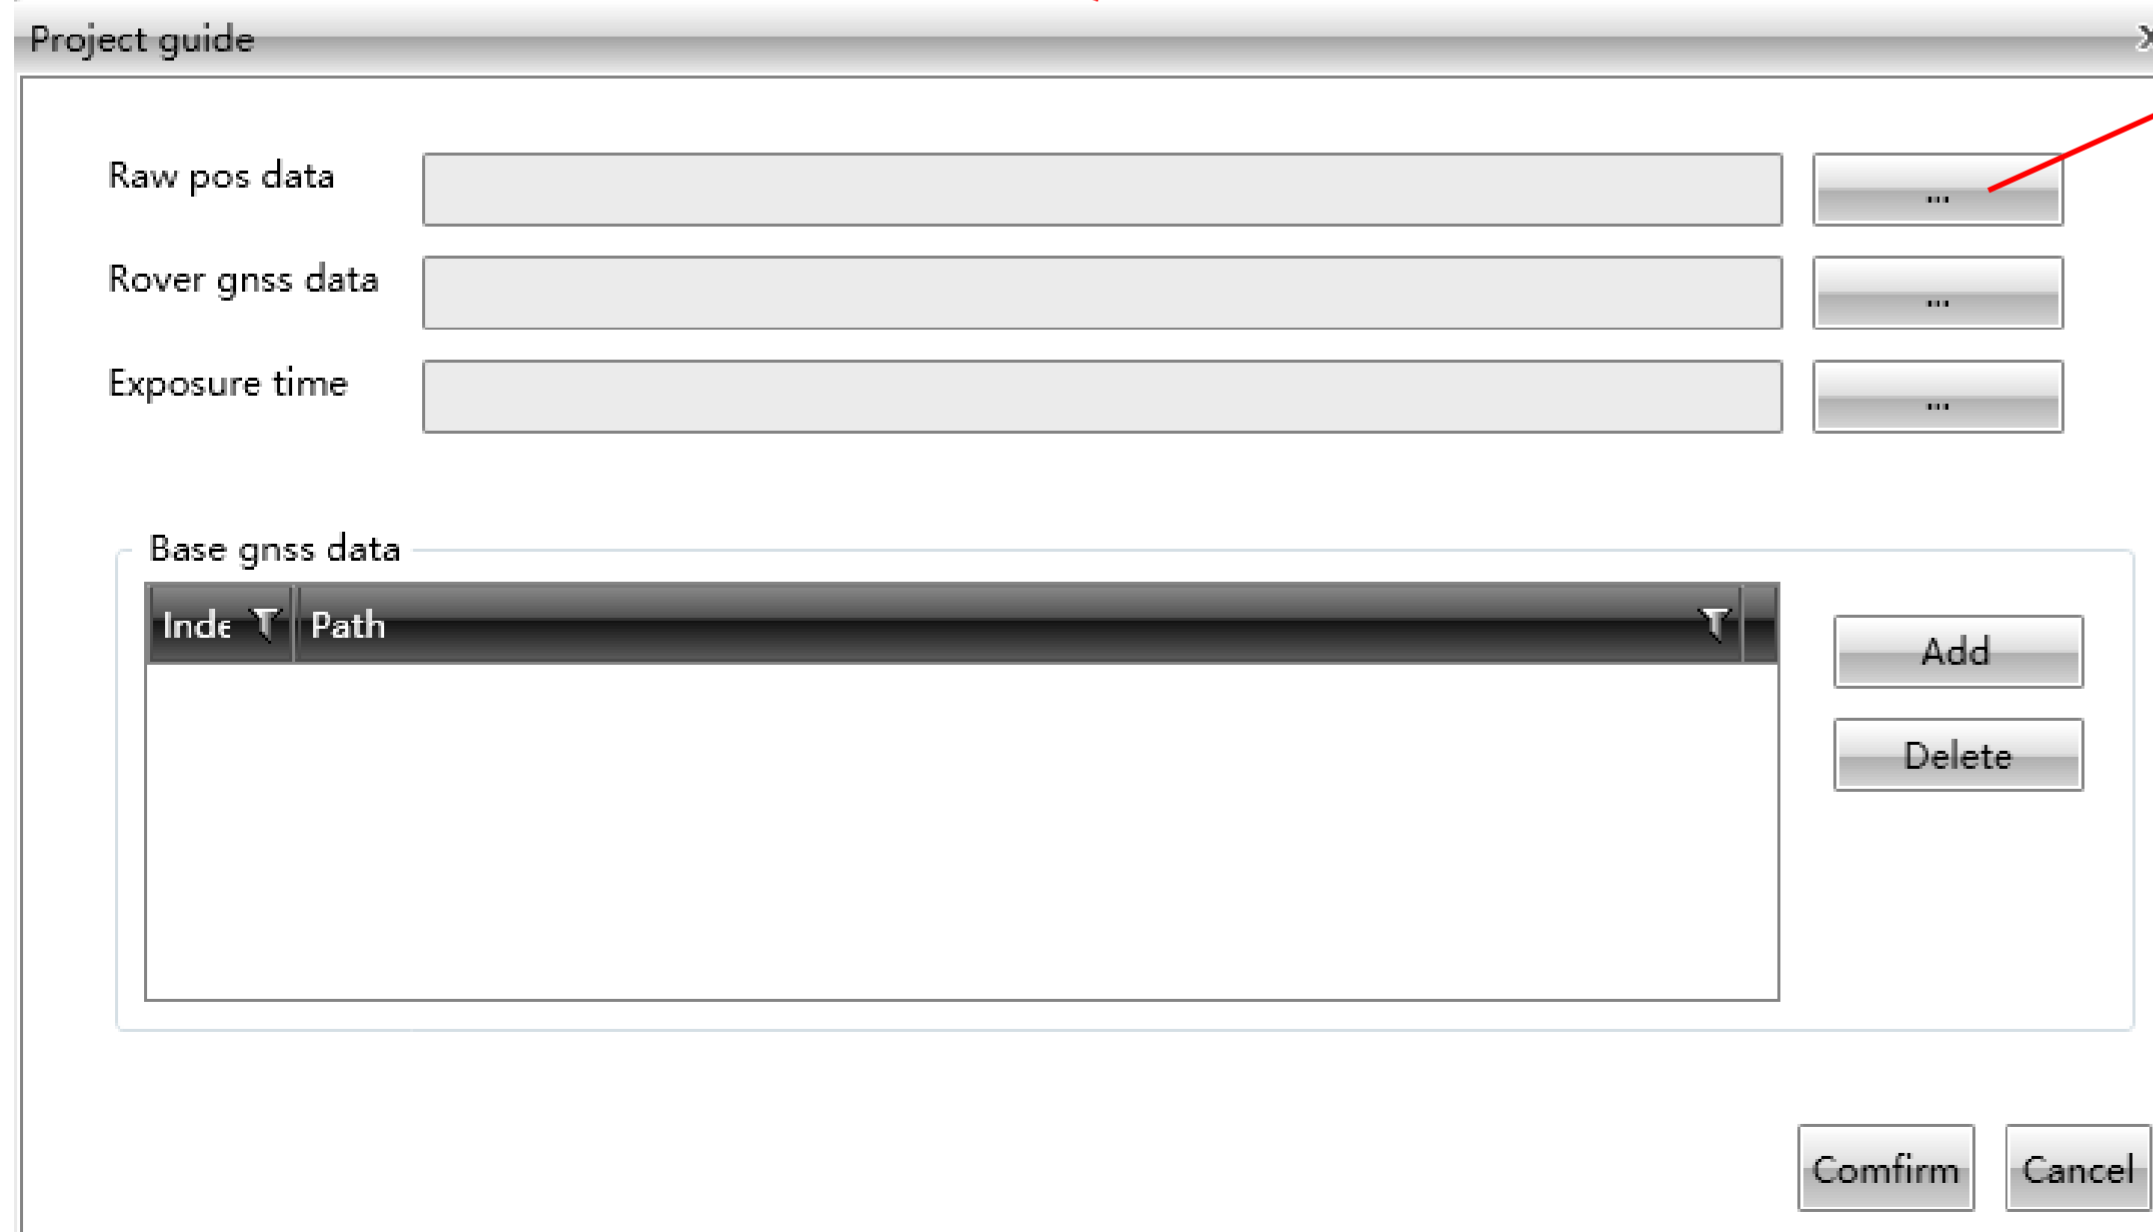 Project guide
Raw pos data ...
Rover gnss data ...
Exposure time ...
Base gnss data
Inde Path
Add
Delete
Comfirm Cancel